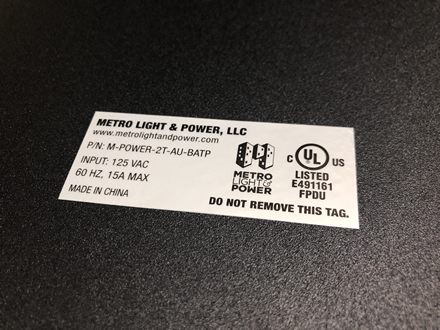 METRO LIGHT & POWER, LLC
www.metrolightandpower.com
P/N: M-POWER-2T-AU-BATP
INPUT: 125 VAC
60 HZ, 15A MAX
MADE IN CHINA
METRO
LIGHT&
POWER
C UL US
LISTED
E491161
FPDU
DO NOT REMOVE THIS TAG.